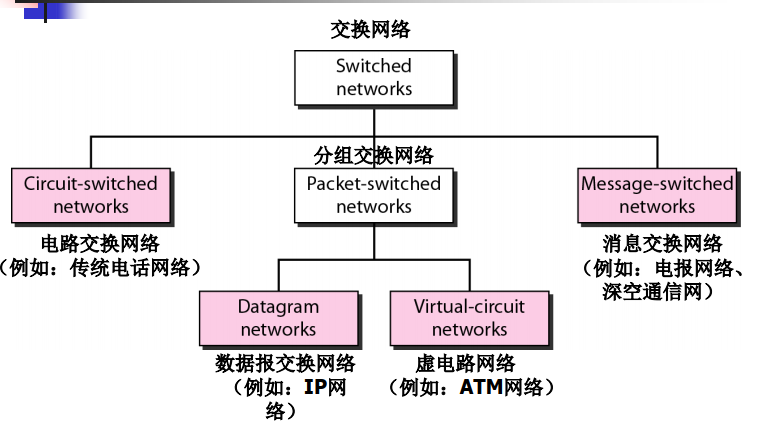 交换网络
Switched
networks
分组交换网络
Circuit-switched
networks
Packet-switched
networks
Message-switched
networks
电路交换网络
（例如：传统电话网络）
消息交换网络
（例如：电报网络、
深空通信网）
Datagram
networks
Virtual-circuit
networks
数据报交换网络
（例如：IP网
络）
虚电路网络
（例如：ATM网络）